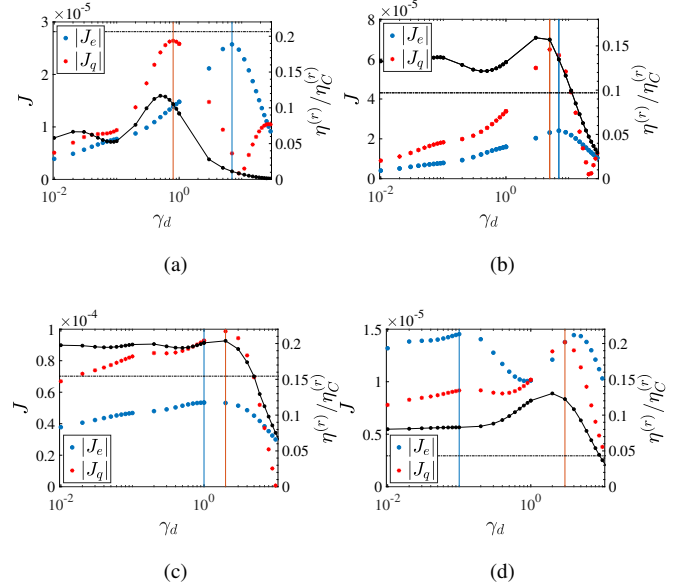 ×10⁻⁵
3
2
1
0
J
|J_e|
|J_q|
0.2
0.15
0.1
0.05
0
η^(r)/η_C^(r)
10⁻²
10⁰
γ_d
(a)
×10⁻⁵
8
6
4
2
0
J
|J_e|
|J_q|
0.15
0.1
0.05
0
η^(r)/η_C^(r)
10⁻²
10⁰
γ_d
(b)
×10⁻⁴
1
0.8
0.6
0.4
0.2
0
J
|J_e|
|J_q|
0.2
0.15
0.1
0.05
0
η^(r)/η_C^(r)
10⁻²
10⁰
γ_d
(c)
×10⁻⁵
1.5
1
0.5
0
J
|J_e|
|J_q|
0.2
0.15
0.1
0.05
0
η^(r)/η_C^(r)
10⁻²
10⁰
γ_d
(d)